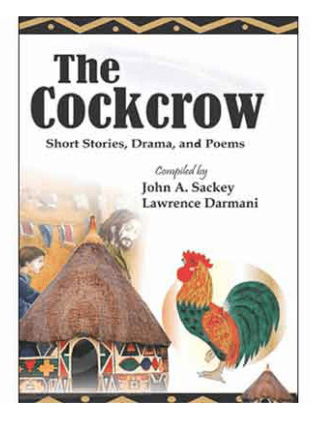 The
Cockcrow
Short Stories, Drama, and Poems
Compiled by
John A. Sackey
Lawrence Darmani